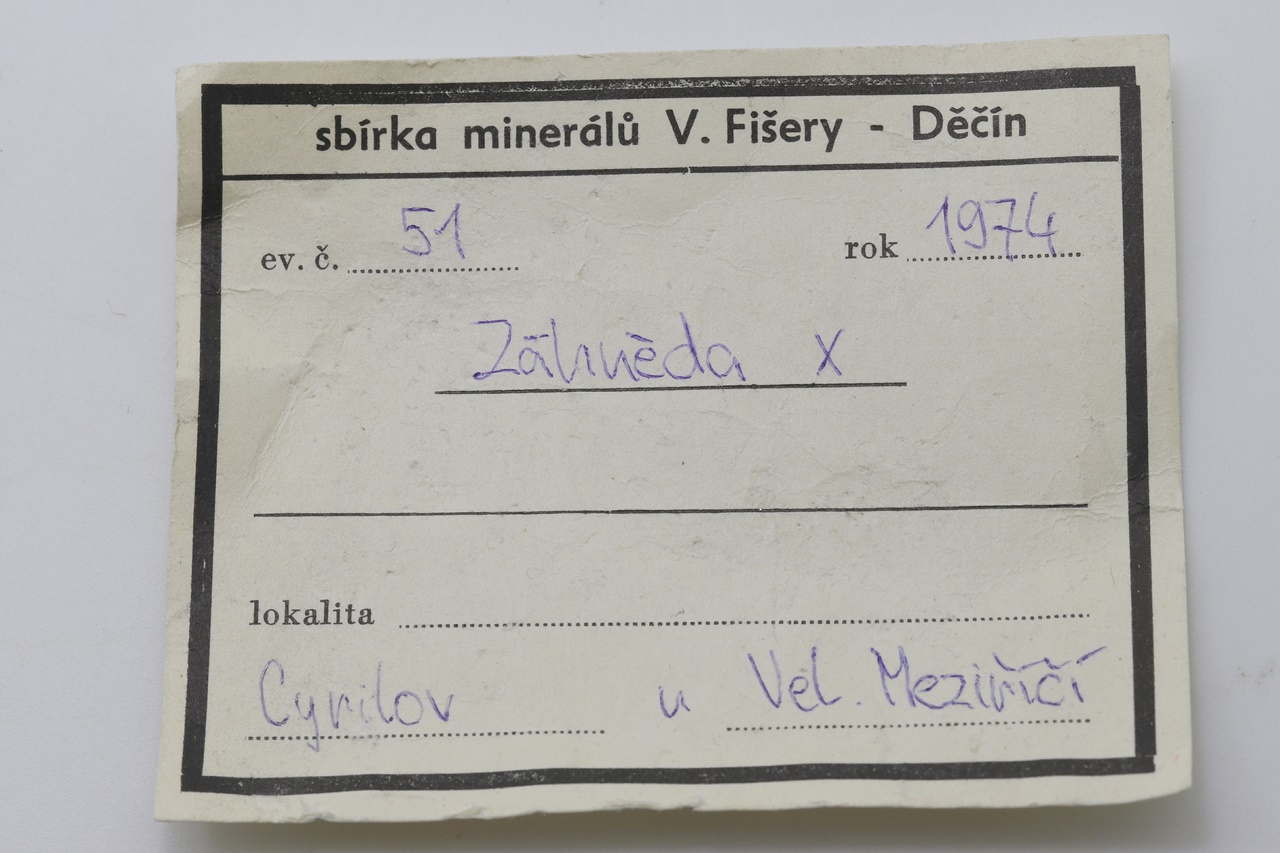 sbírka minerálů V. Fišery - Děčín
ev. č. 51 rok 1974
Záhněda X
lokalita
Cyrilov u Vel. Meziříčí